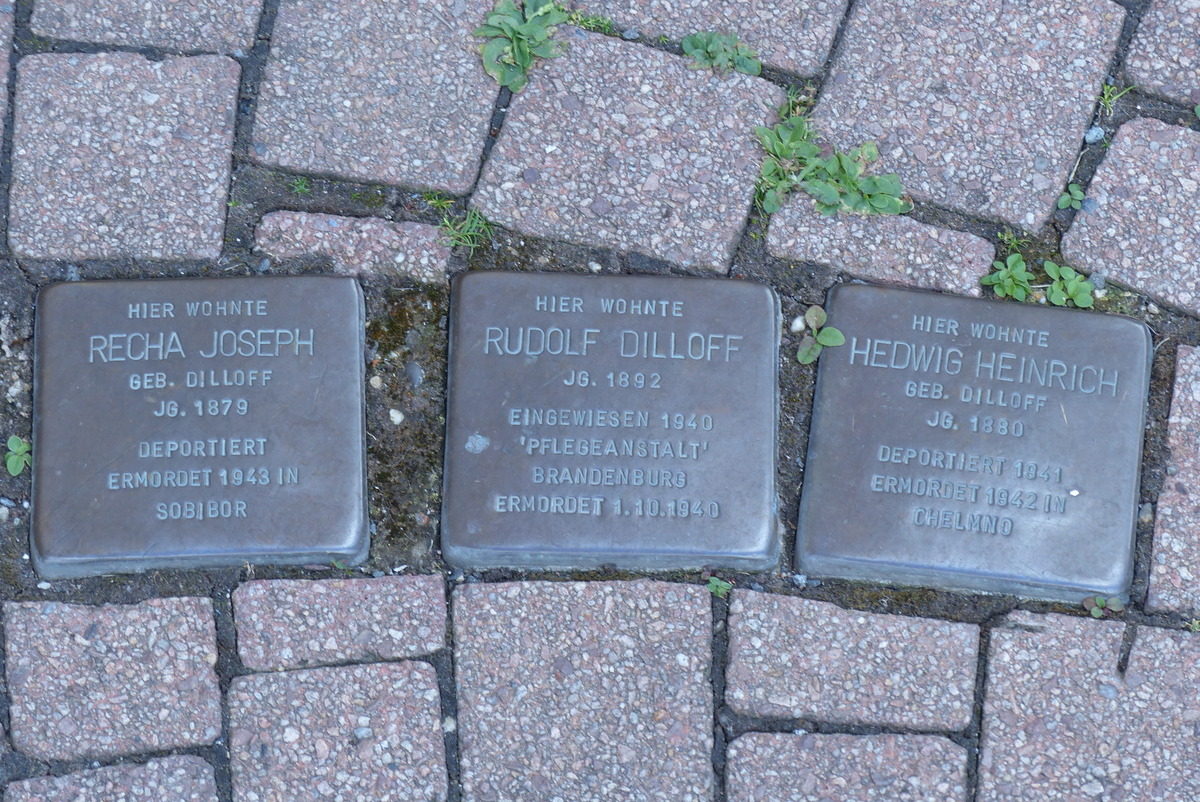 HIER WOHNTE
RECHA JOSEPH
GEB. DILLOFF
JG. 1879
DEPORTIERT
ERMORDET 1943 IN
SOBIBOR
HIER WOHNTE
RUDOLF DILLOFF
JG. 1892
EINGEWIESEN 1940
'PFLEGEANSTALT'
BRANDENBURG
ERMORDET 1.10.1940
HIER WOHNTE
HEDWIG HEINRICH
GEB. DILLOFF
JG. 1880
DEPORTIERT 1941
ERMORDET 1942 IN
CHELMNO